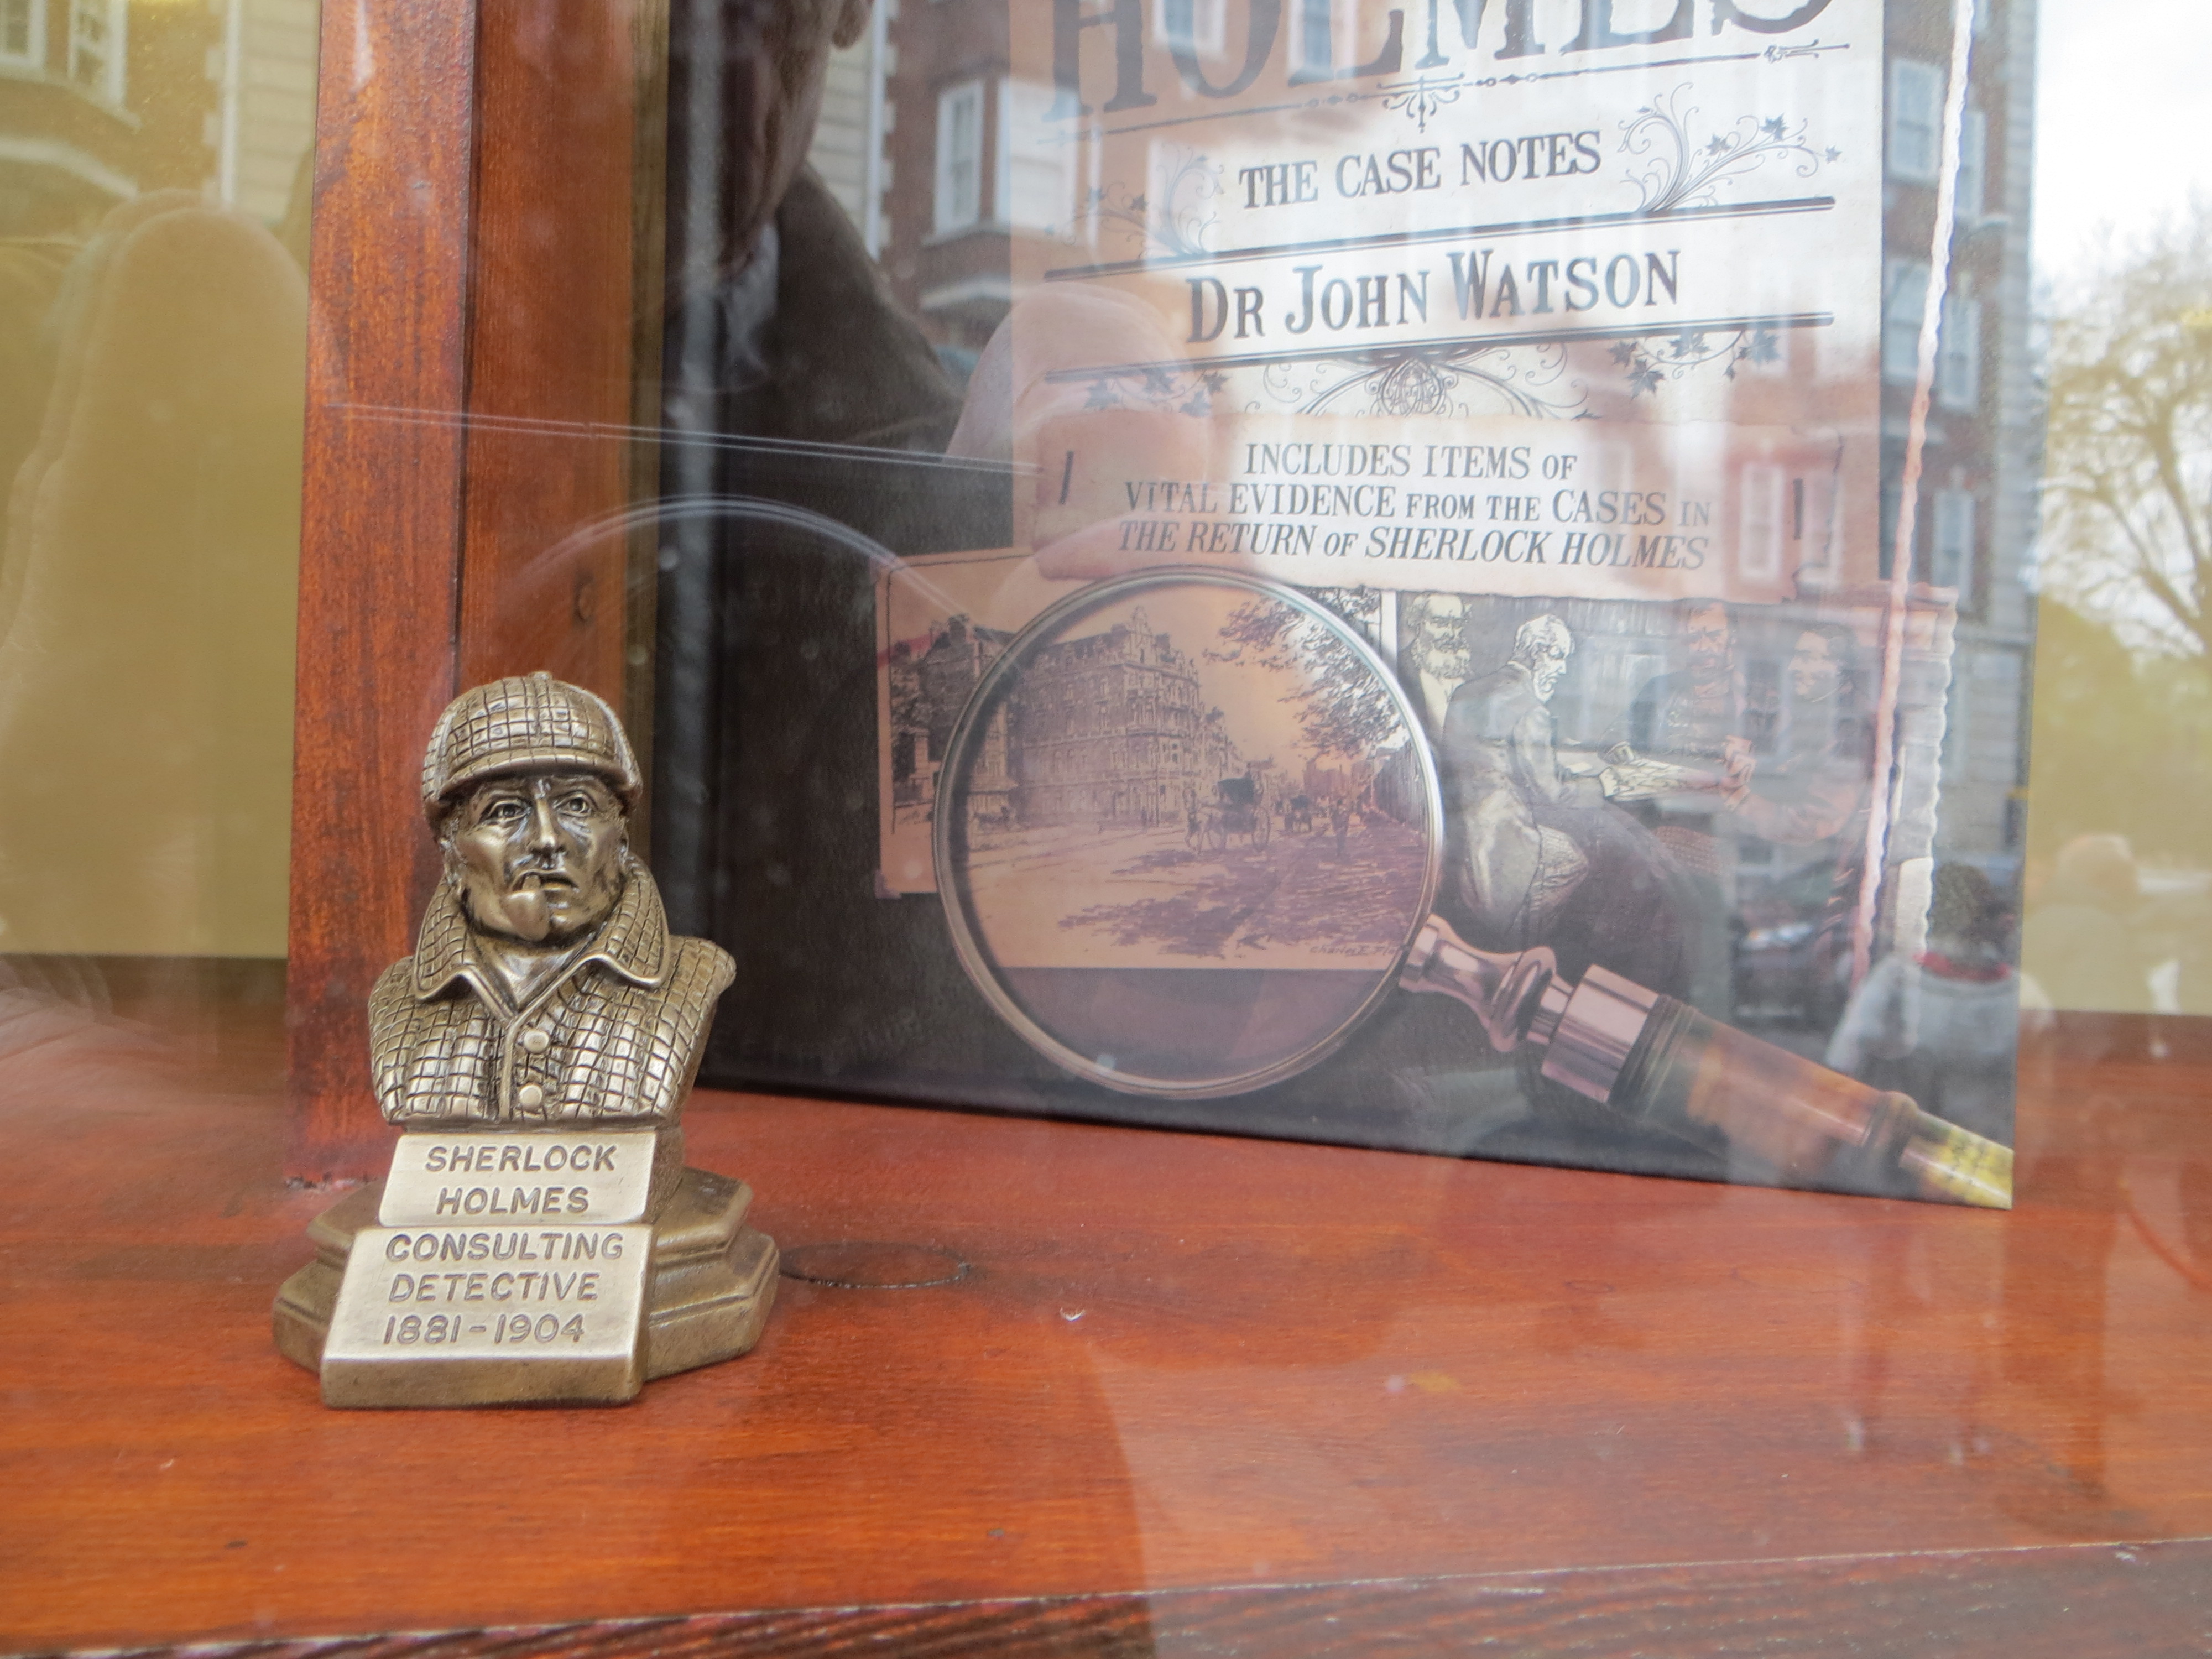 HOLMES
THE CASE NOTES
DR JOHN WATSON
INCLUDES ITEMS OF
VITAL EVIDENCE FROM THE CASES IN
THE RETURN OF SHERLOCK HOLMES
SHERLOCK
HOLMES
CONSULTING
DETECTIVE
1881-1904